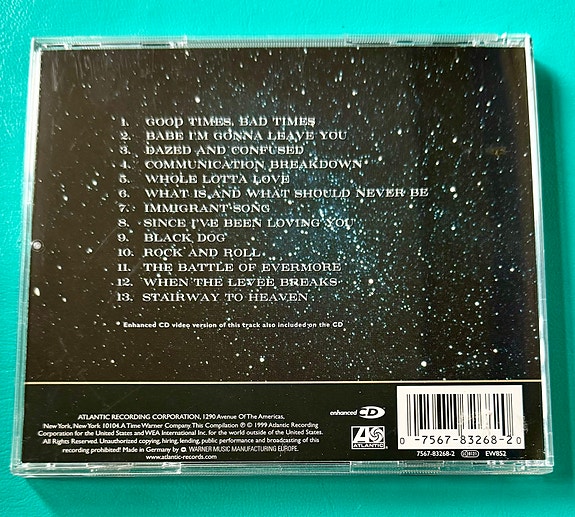 1. GOOD TIMES, BAD TIMES
2. BABE I'M GONNA LEAVE YOU
3. DAZED AND CONFUSED
4. COMMUNICATION BREAKDOWN
5. WHOLE LOTTA LOVE
6. WHAT IS AND WHAT SHOULD NEVER BE
7. IMMIGRANT SONG
8. SINCE I'VE BEEN LOVING YOU
9. BLACK DOG
10. ROCK AND ROLL
11. THE BATTLE OF EVERMORE
12. WHEN THE LEVEE BREAKS
13. STAIRWAY TO HEAVEN
Enhanced CD video version of this track also included on the CD
ATLANTIC RECORDING CORPORATION, 1290 Avenue Of The Americas,
New York, New York 10104. A Time Warner Company. This Compilation ℗ © 1999 Atlantic Recording
Corporation for the United States and WEA International Inc. for the world outside of the United States.
All Rights Reserved. Unauthorized copying, hiring, lending, public performance and broadcasting of this
recording prohibited! Made in Germany by WARNER MUSIC MANUFACTURING EUROPE.
www.atlantic-records.com
enhanced CD
ATLANTIC
0 -7567-83268-2 0
7567-83268-2 EW852